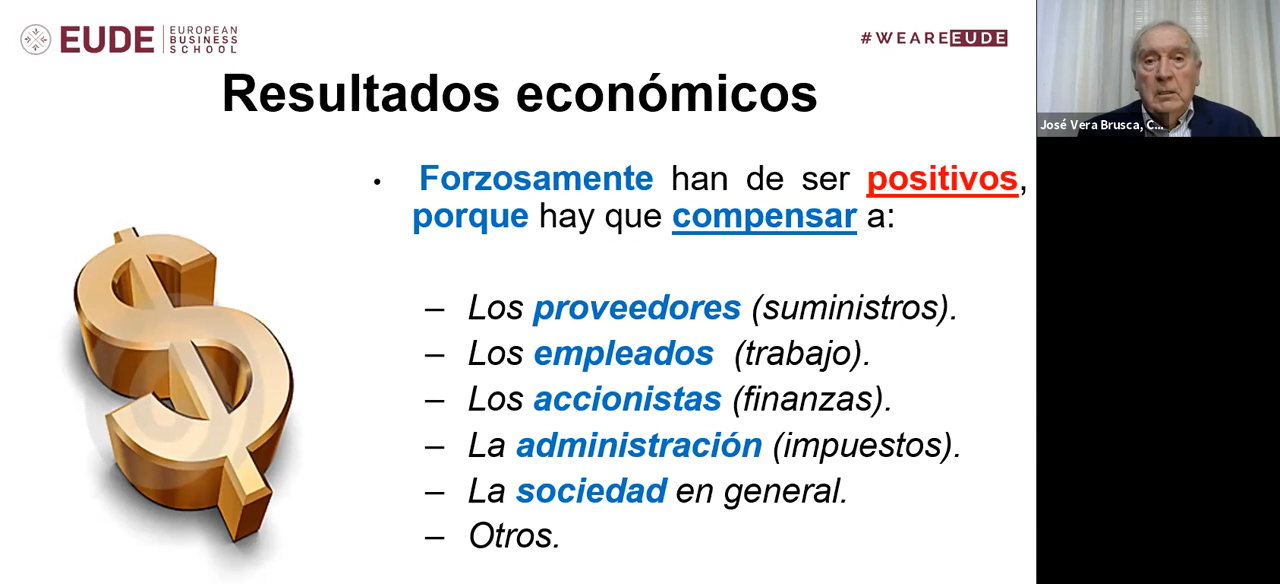 EUDE
EUROPEAN
BUSINESS
SCHOOL
#WEAREEUDE
Resultados económicos
• Forzosamente han de ser positivos,
porque hay que compensar a:
– Los proveedores (suministros).
– Los empleados (trabajo).
– Los accionistas (finanzas).
– La administración (impuestos).
– La sociedad en general.
– Otros.
José Vera Brusca, C...